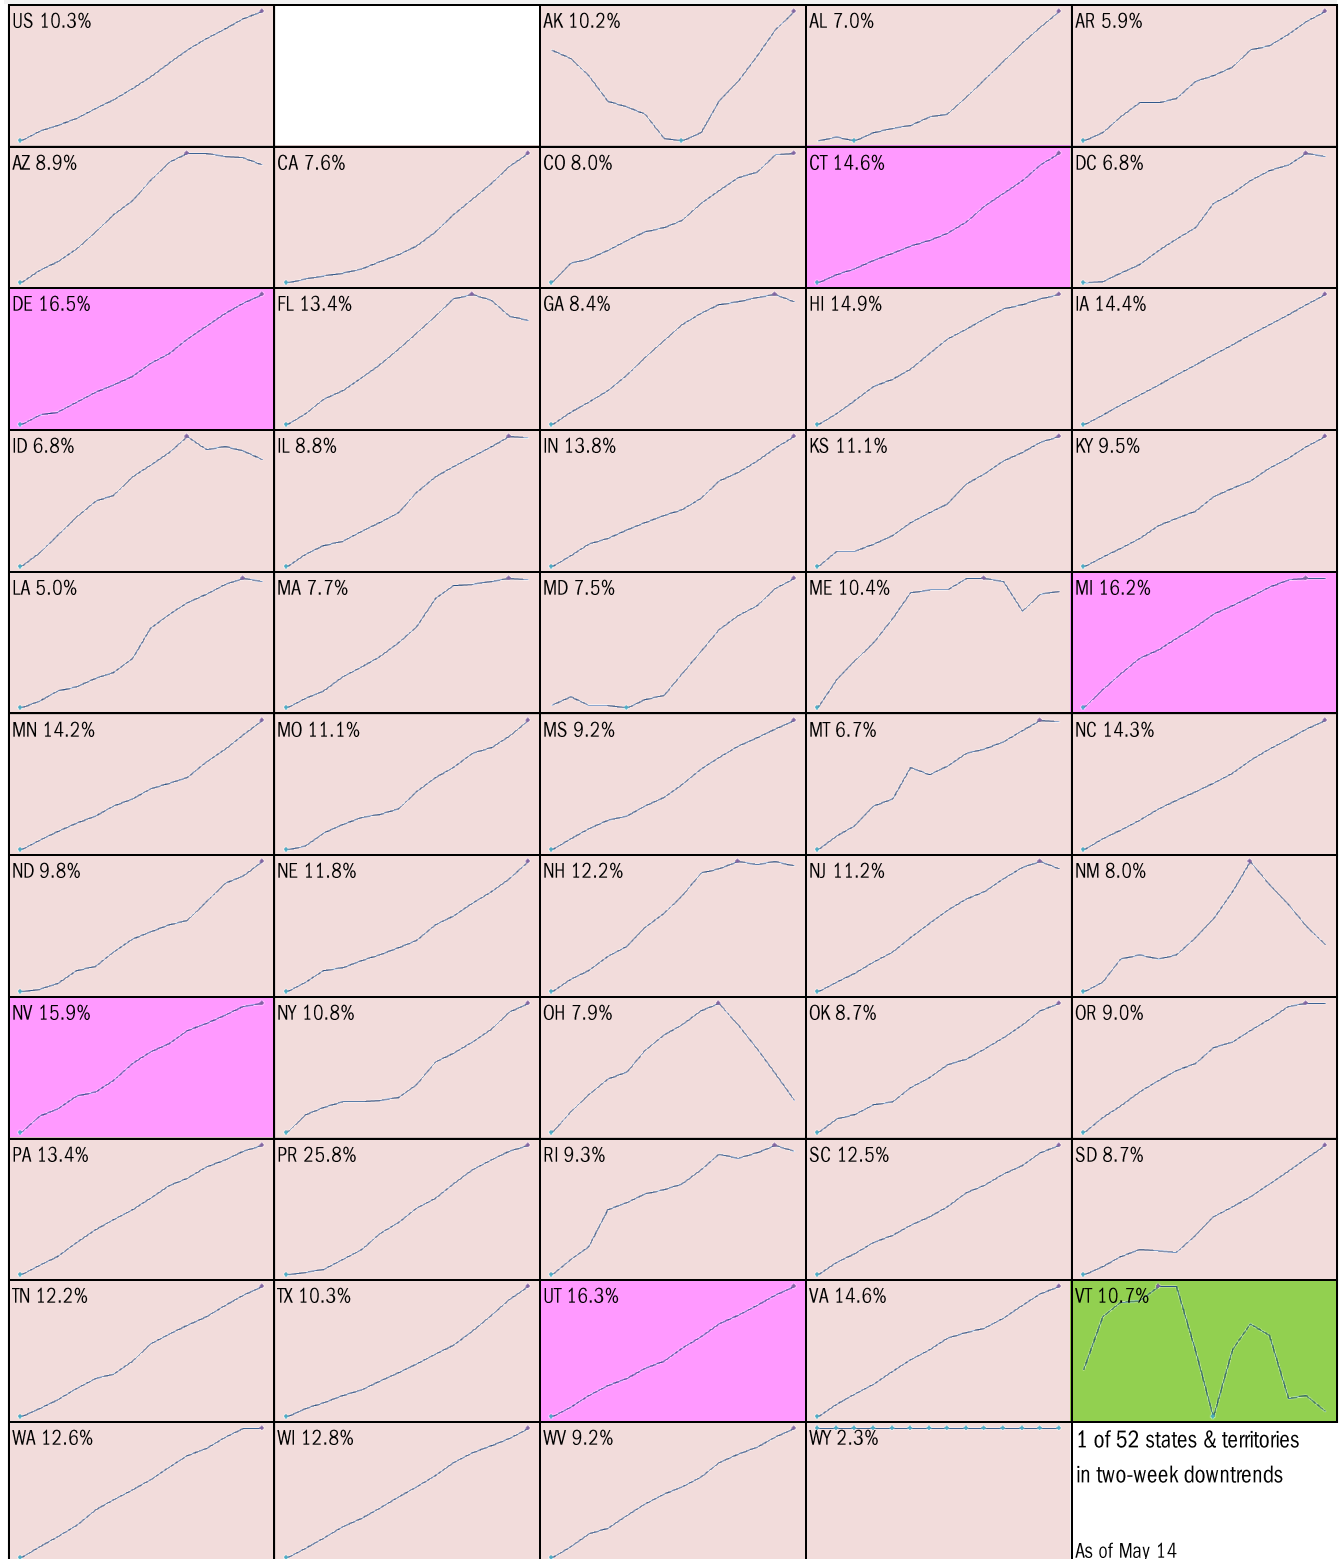 US 10.3%
AK 10.2%
AL 7.0%
AR 5.9%
AZ 8.9%
CA 7.6%
CO 8.0%
CT 14.6%
DC 6.8%
DE 16.5%
FL 13.4%
GA 8.4%
HI 14.9%
IA 14.4%
ID 6.8%
IL 8.8%
IN 13.8%
KS 11.1%
KY 9.5%
LA 5.0%
MA 7.7%
MD 7.5%
ME 10.4%
MI 16.2%
MN 14.2%
MO 11.1%
MS 9.2%
MT 6.7%
NC 14.3%
ND 9.8%
NE 11.8%
NH 12.2%
NJ 11.2%
NM 8.0%
NV 15.9%
NY 10.8%
OH 7.9%
OK 8.7%
OR 9.0%
PA 13.4%
PR 25.8%
RI 9.3%
SC 12.5%
SD 8.7%
TN 12.2%
TX 10.3%
UT 16.3%
VA 14.6%
VT 10.7%
WA 12.6%
WI 12.8%
WV 9.2%
WY 2.3%
1 of 52 states & territories
in two-week downtrends
As of May 14